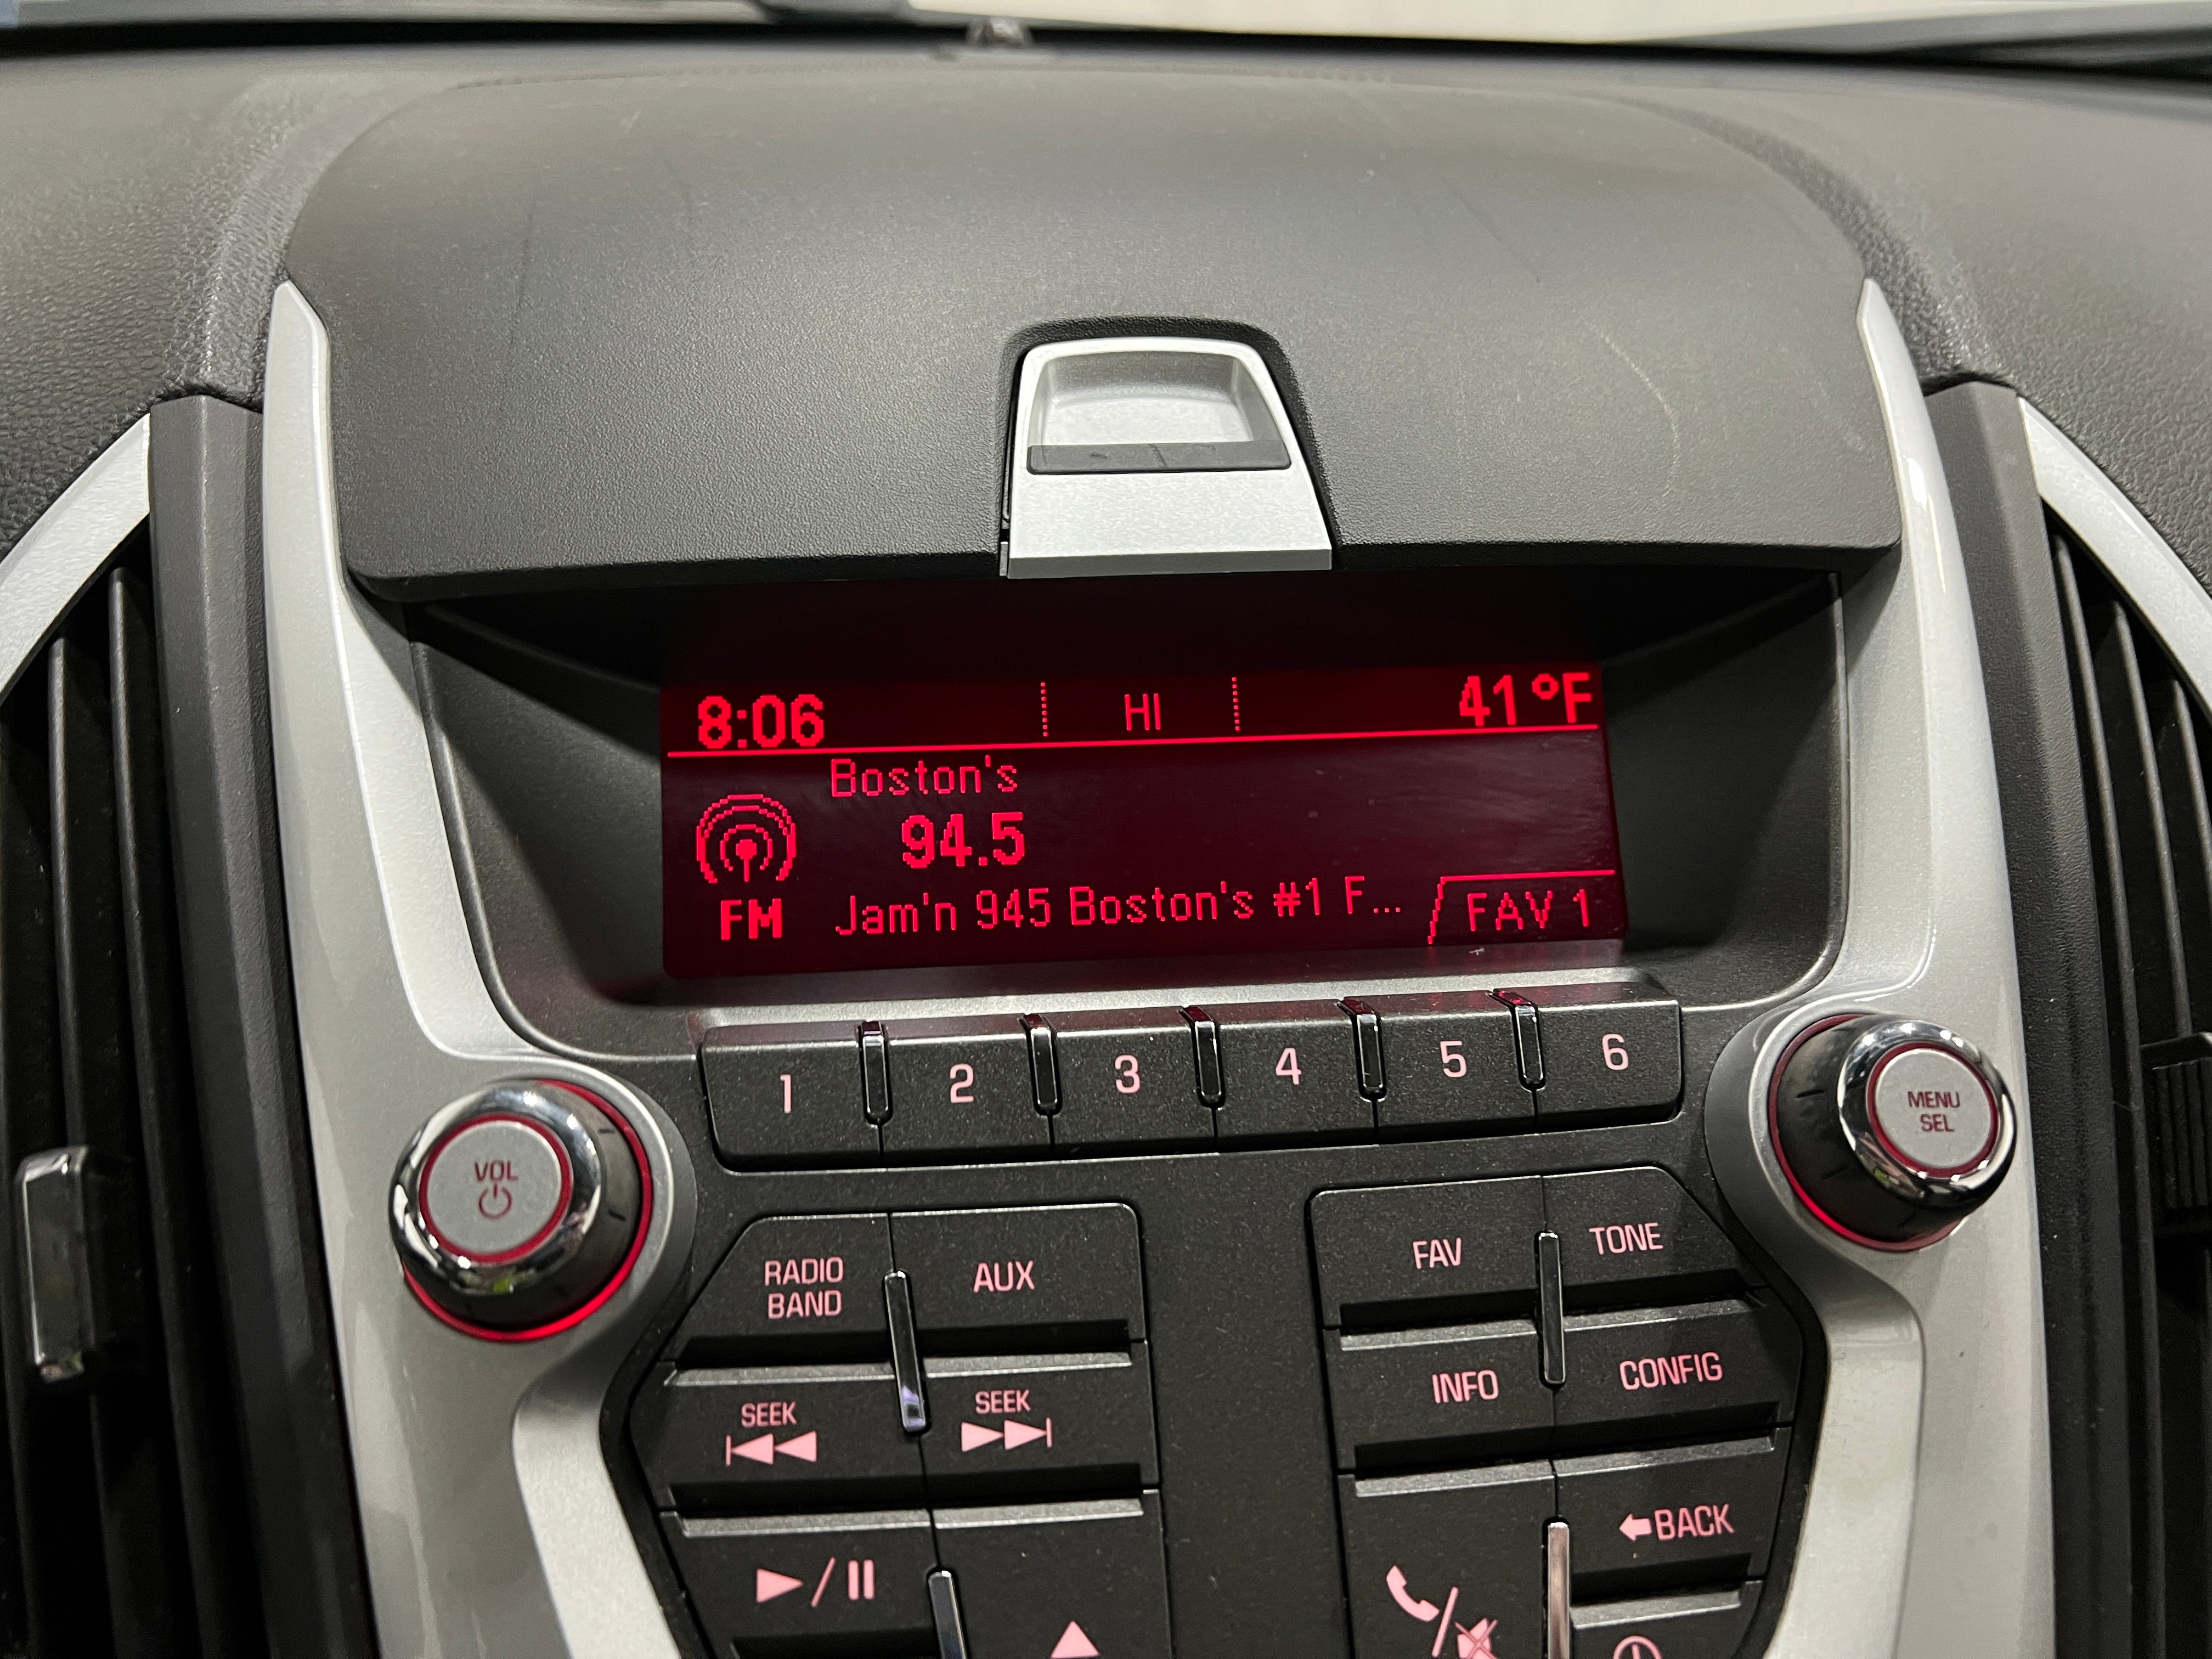 8:06 HI 41°F
Boston's
94.5
FM Jam'n 945 Boston's #1 F... FAV 1
1 2 3 4 5 6
VOL
MENU
SEL
RADIO
BAND
AUX
FAV
TONE
SEEK
SEEK
INFO
CONFIG
BACK